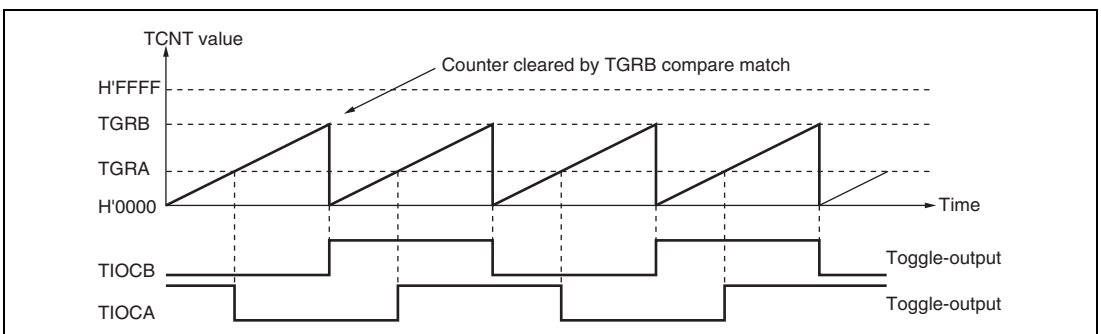 TCNT value
Counter cleared by TGRB compare match
H'FFFF
TGRB
TGRA
H'0000
Time
TIOCB
Toggle-output
TIOCA
Toggle-output